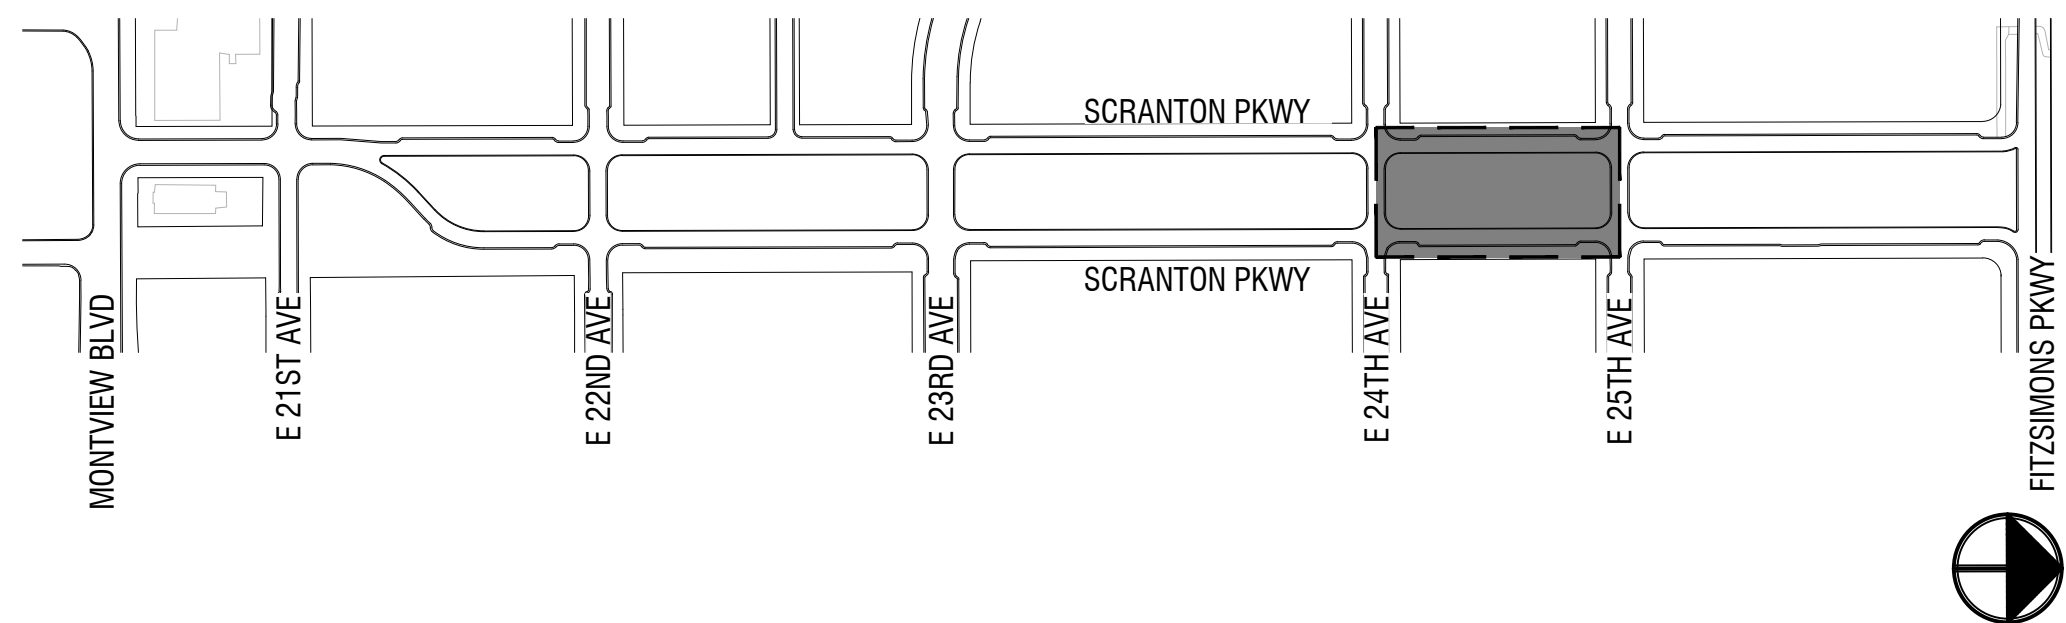 SCRANTON PKWY
SCRANTON PKWY
MONTVIEW BLVD
E 21ST AVE
E 22ND AVE
E 23RD AVE
E 24TH AVE
E 25TH AVE
FITZSIMONS PKWY